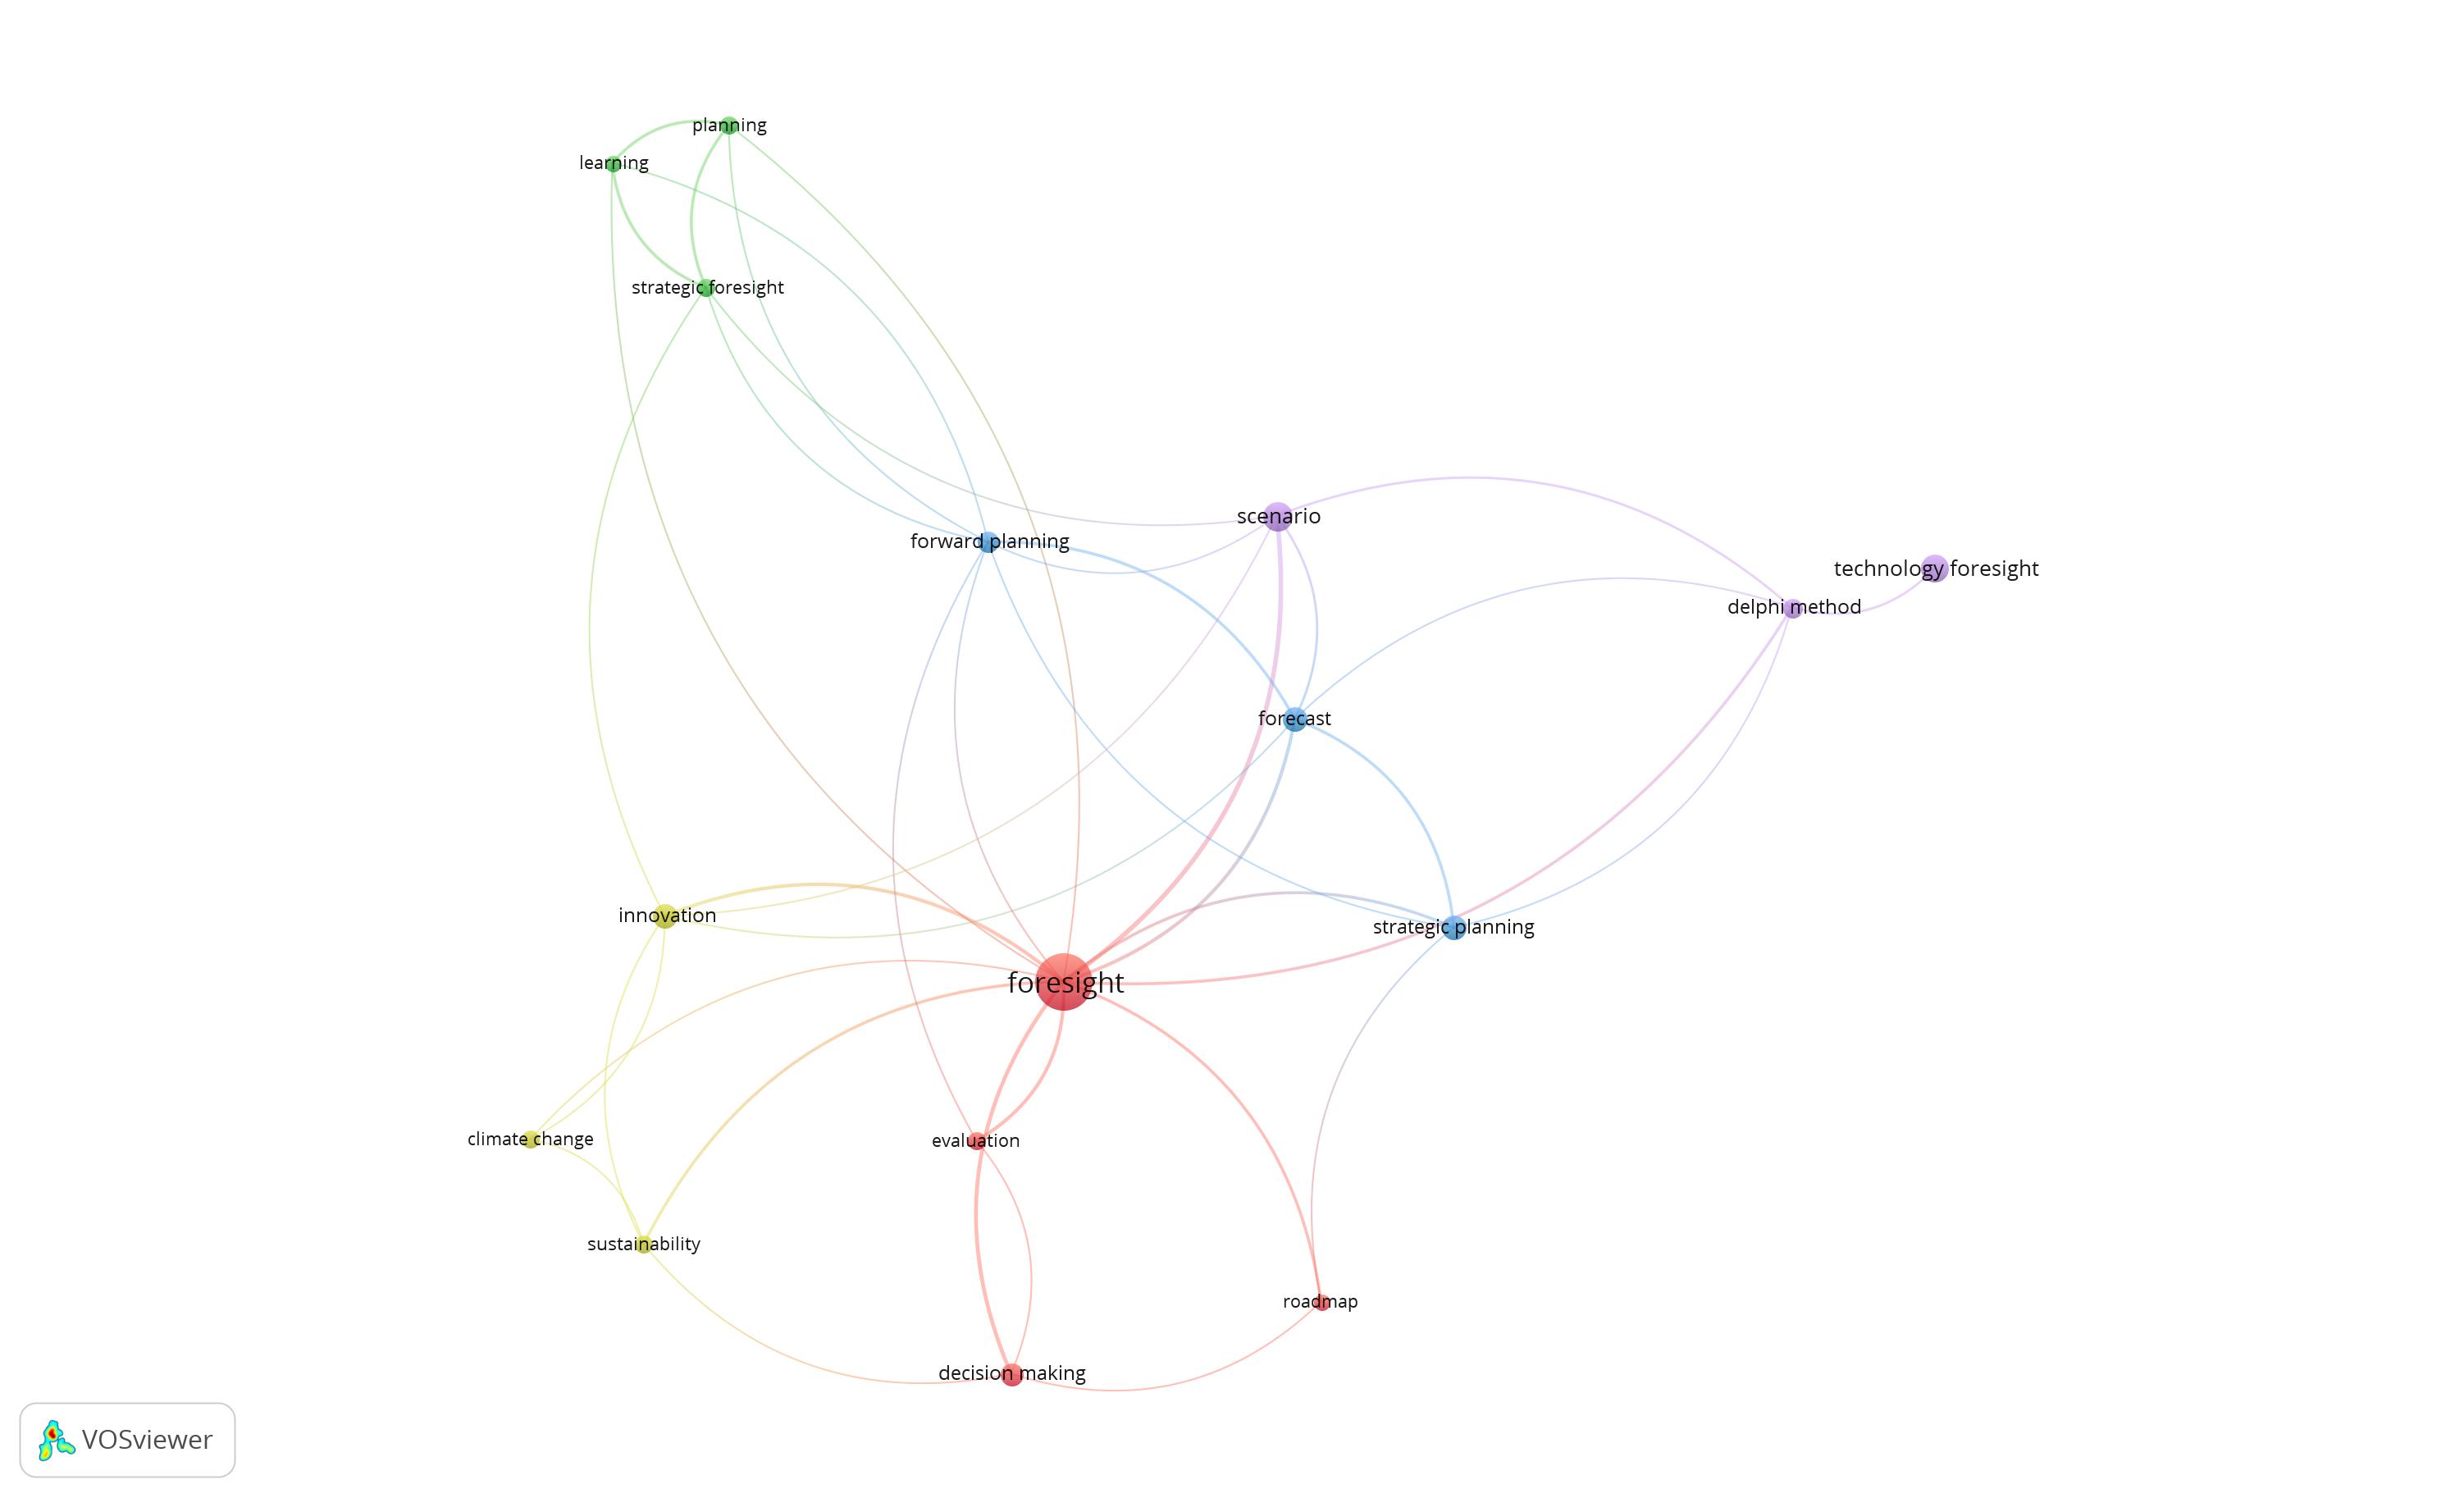 planning
learning
strategic foresight
scenario
forward planning
technology foresight
delphi method
forecast
innovation
strategic planning
foresight
climate change
evaluation
sustainability
roadmap
decision making
VOSviewer